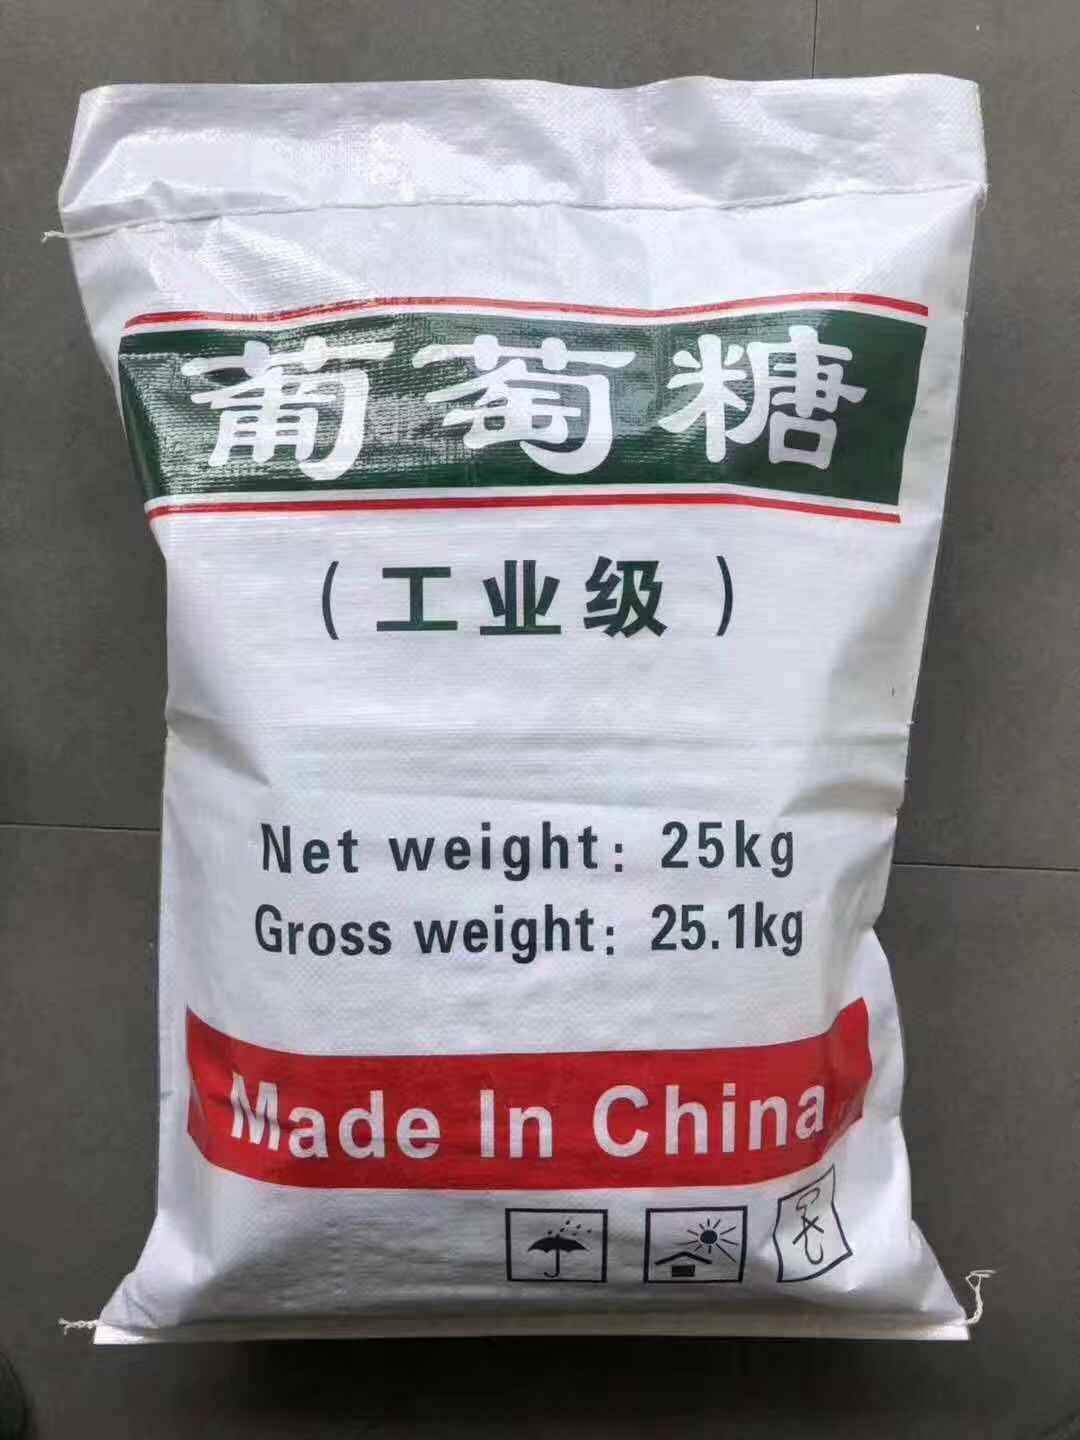 葡萄糖
（工业级）
Net weight: 25kg
Gross weight: 25.1kg
Made In China